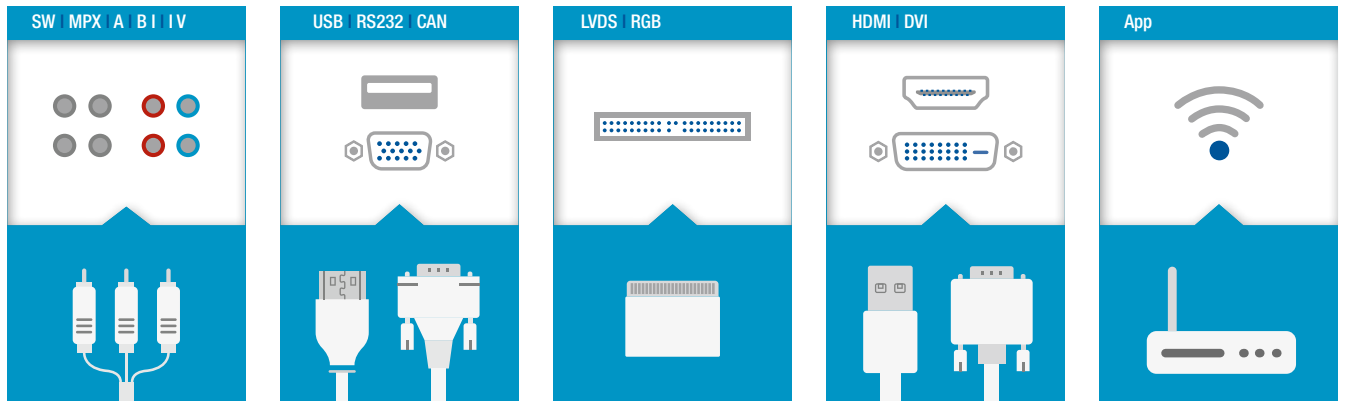 SW | MPX | A | B I | I V
USB | RS232 | CAN
LVDS | RGB
HDMI | DVI
App